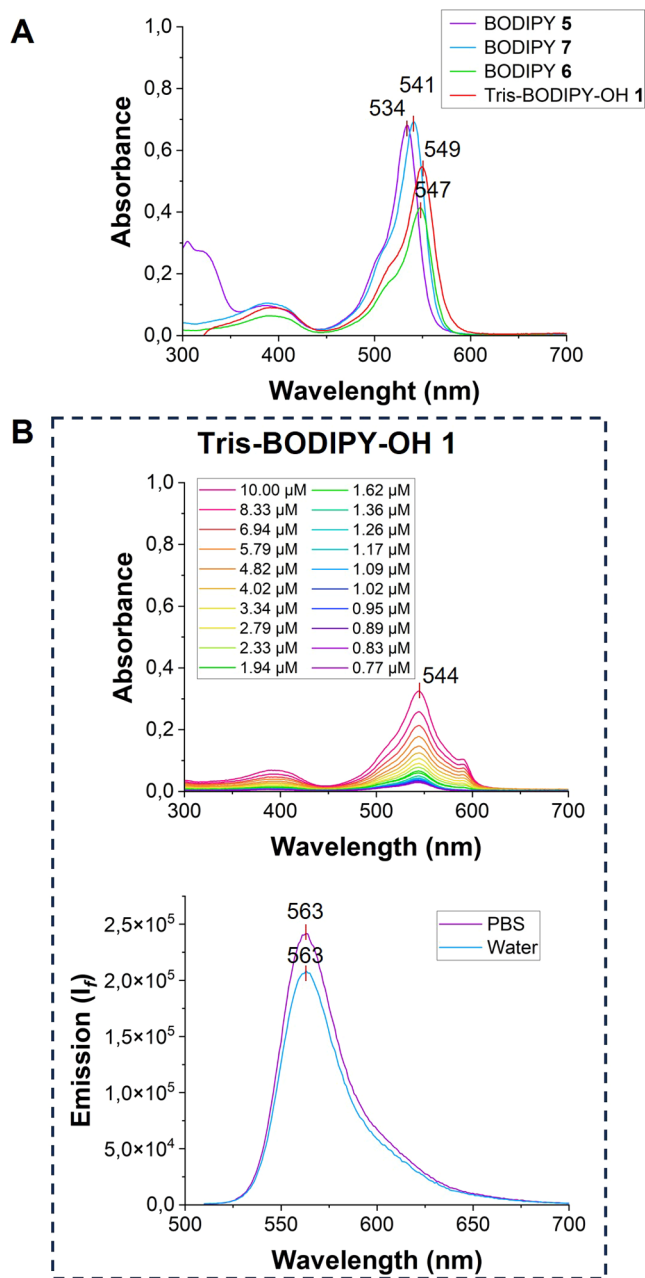 A
BODIPY 5
BODIPY 7
BODIPY 6
Tris-BODIPY-OH 1
1,0
0,8
0,6
0,4
0,2
0,0
Absorbance
534
541
549
547
300 400 500 600 700
Wavelenght (nm)
B
Tris-BODIPY-OH 1
10.00 µM 1.62 µM
8.33 µM 1.36 µM
6.94 µM 1.26 µM
5.79 µM 1.17 µM
4.82 µM 1.09 µM
4.02 µM 1.02 µM
3.34 µM 0.95 µM
2.79 µM 0.89 µM
2.33 µM 0.83 µM
1.94 µM 0.77 µM
1,0
0,8
0,6
0,4
0,2
0,0
Absorbance
544
300 400 500 600 700
Wavelength (nm)
563
563
PBS
Water
2,5×10⁵
2,0×10⁵
1,5×10⁵
1,0×10⁵
5,0×10⁴
0,0
Emission (If)
500 550 600 650 700
Wavelength (nm)